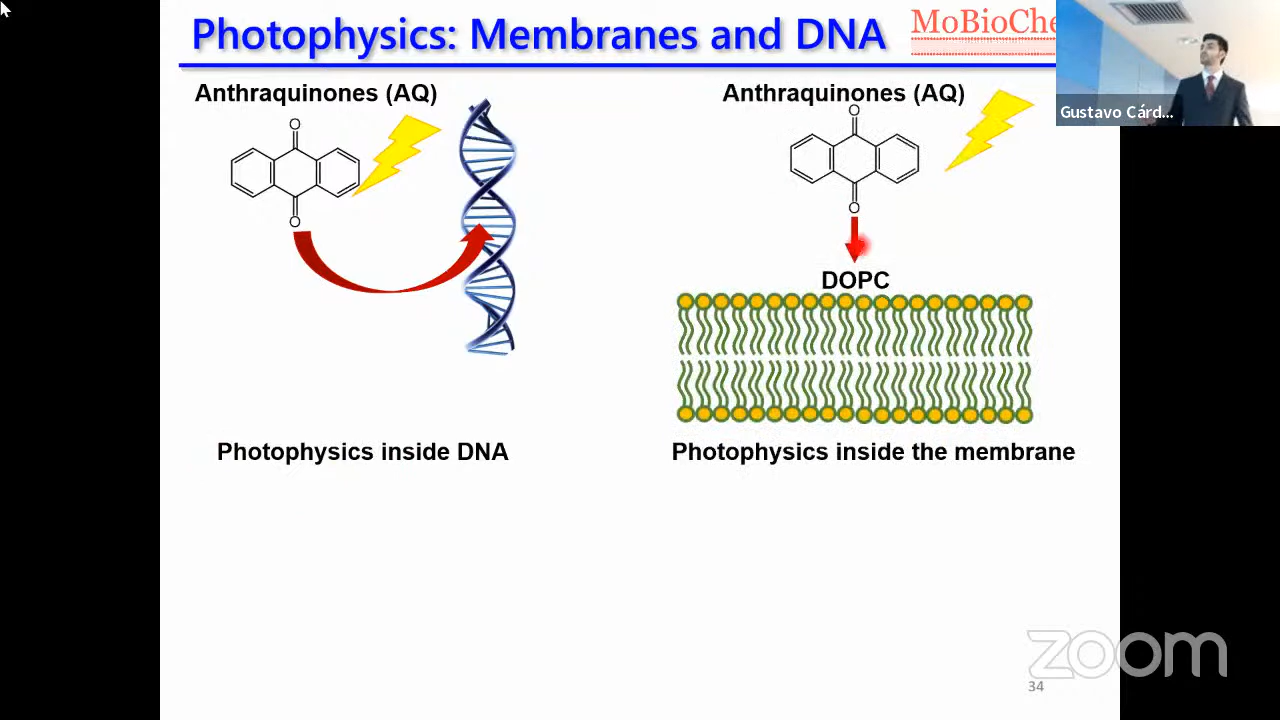 Photophysics: Membranes and DNA
MoBioChe
Gustavo Cárd...
Anthraquinones (AQ)
O
O
Photophysics inside DNA
Anthraquinones (AQ)
O
O
DOPC
Photophysics inside the membrane
zoom
34